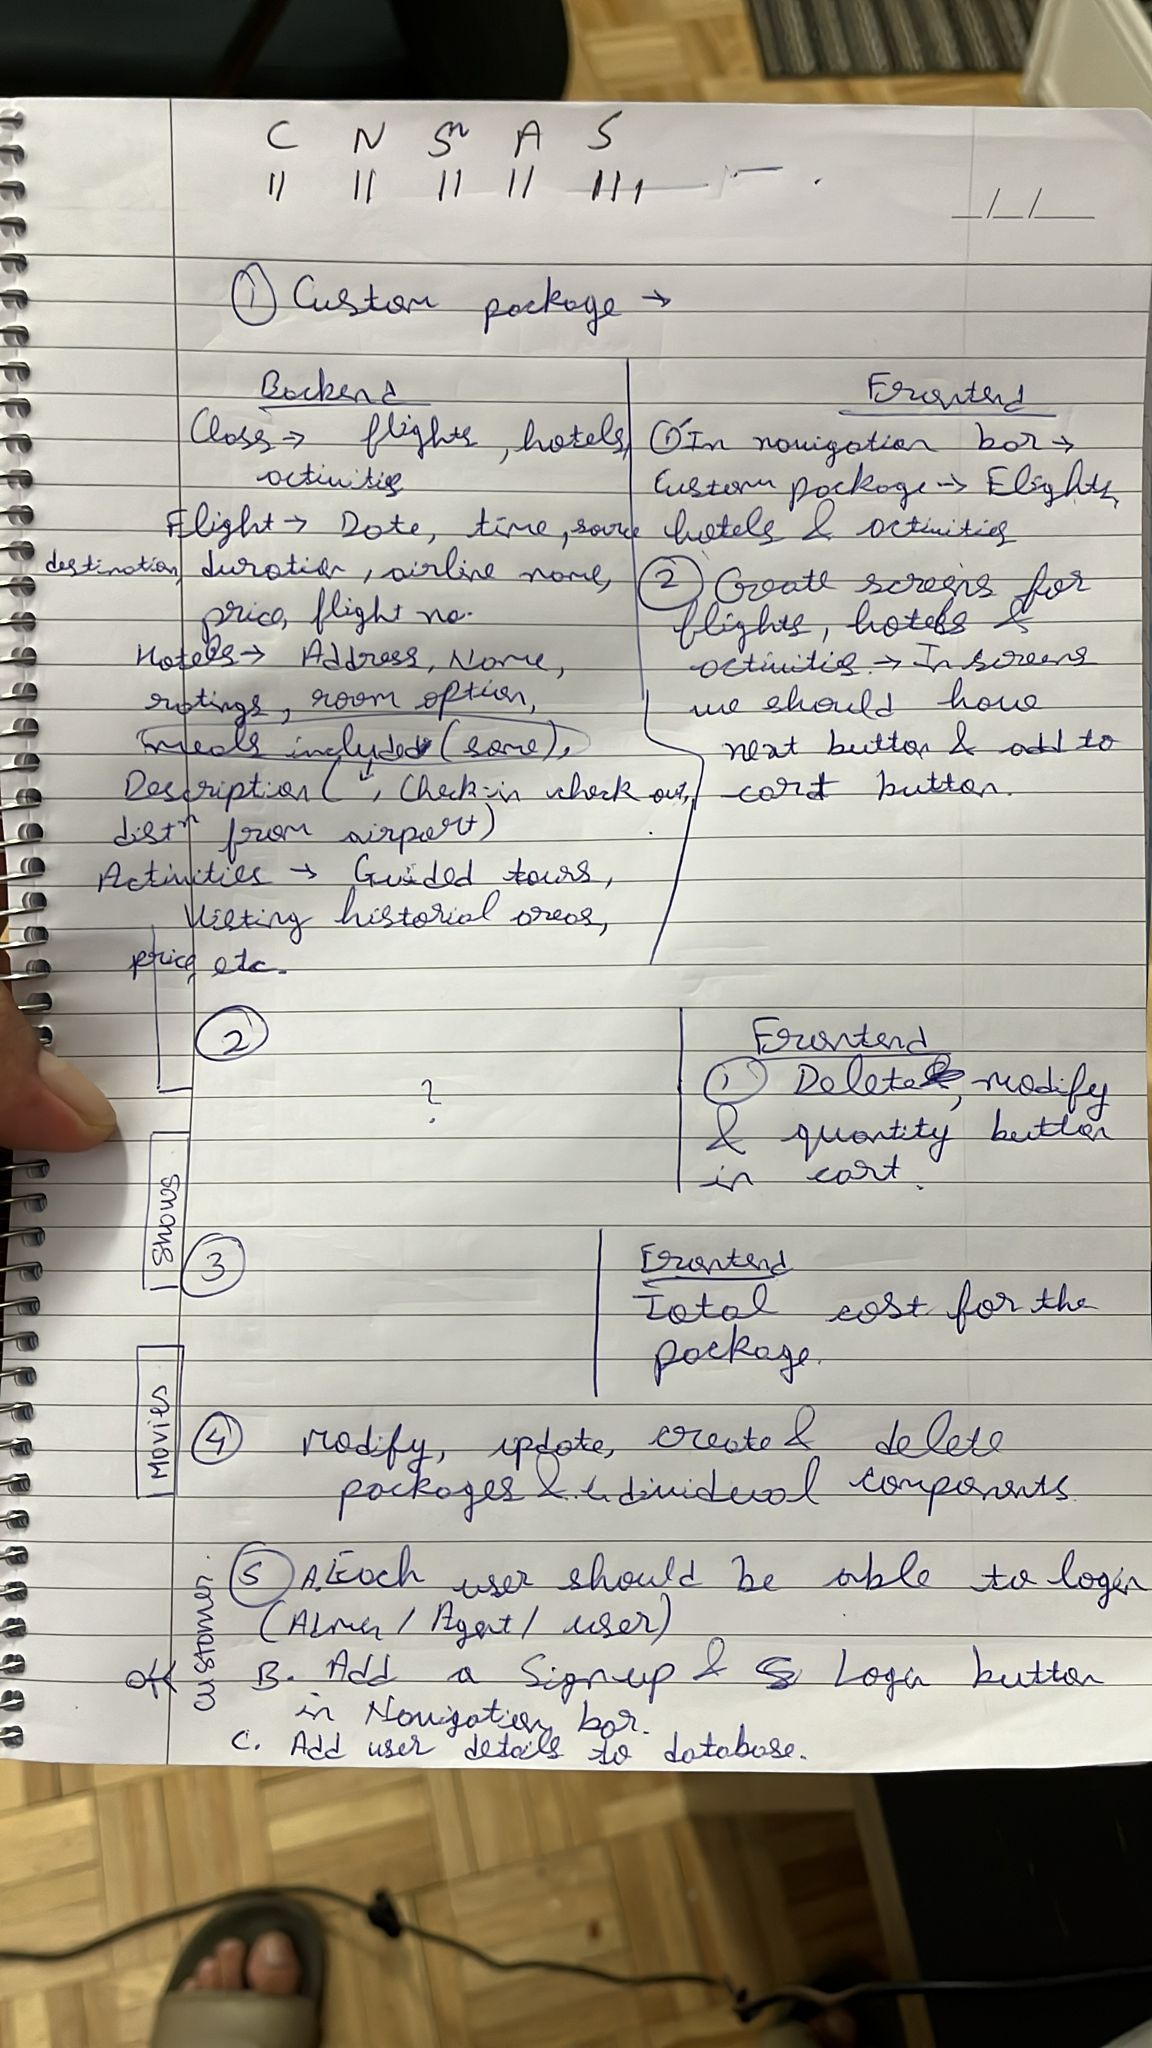 C N Sn A S
|| || || || |||
_/_/__
① Custom package →
Backend
Class → flights, hotels,
activities
Flight → Date, time, source
destination, duration, airline name,
price, flight no.
Hotels → Address, Name,
ratings, room option,
meals included (some),
Description ( , Check-in check out,
distn from airport)
Activities → Guided tours,
Visting historial areas,
price, etc.
Frontend
① In navigation bar →
Custom package → Flights,
hotels & activities
② Create screens for
flights, hotels &
activities. → In screens
we should have
next button & add to
cart button.
②
?
Frontend
① Delete, modify
& quantity button
in cart.
Shows
③
Frontend
Total cost for the
package.
Movies
④ Modify, update, create & delete
packages & individual components.
Customer
⑤ A. Each user should be able to login
( / Agent / user)
B. Add a Sign up & Login button
in Navigation bar.
C. Add user details to database.